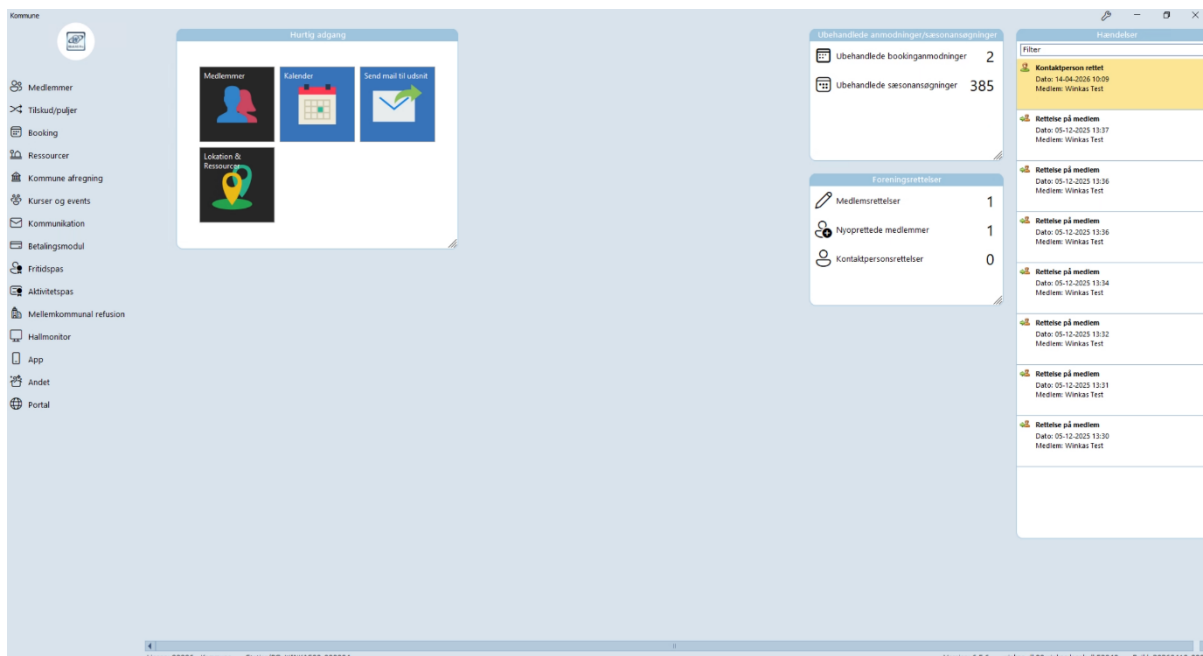 Kommune
Medlemmer
Tilskud/puljer
Booking
Ressourcer
Kommune afregning
Kurser og events
Kommunikation
Betalingsmodul
Fritidspas
Aktivitetspas
Mellemkommunal refusion
Hallmonitor
App
Andet
Portal
Hurtig adgang
Medlemmer
Kalender
Send mail til udsnit
Lokation &
Ressourcer
Ubehandlede anmodninger/sæsonansøgninger
Ubehandlede bookinganmodninger 2
Ubehandlede sæsonsøgninger 385
Foreningsrettelser
Medlemsrettelser 1
Nyoprettede medlemmer 1
Kontaktpersonsrettelser 0
Hændelser
Filter
Kontaktperson rettet
Dato: 14-04-2026 10:09
Medlem: Winkas Test
Rettelse på medlem
Dato: 05-12-2025 13:37
Medlem: Winkas Test
Rettelse på medlem
Dato: 05-12-2025 13:36
Medlem: Winkas Test
Rettelse på medlem
Dato: 05-12-2025 13:36
Medlem: Winkas Test
Rettelse på medlem
Dato: 05-12-2025 13:34
Medlem: Winkas Test
Rettelse på medlem
Dato: 05-12-2025 13:32
Medlem: Winkas Test
Rettelse på medlem
Dato: 05-12-2025 13:31
Medlem: Winkas Test
Rettelse på medlem
Dato: 05-12-2025 13:30
Medlem: Winkas Test